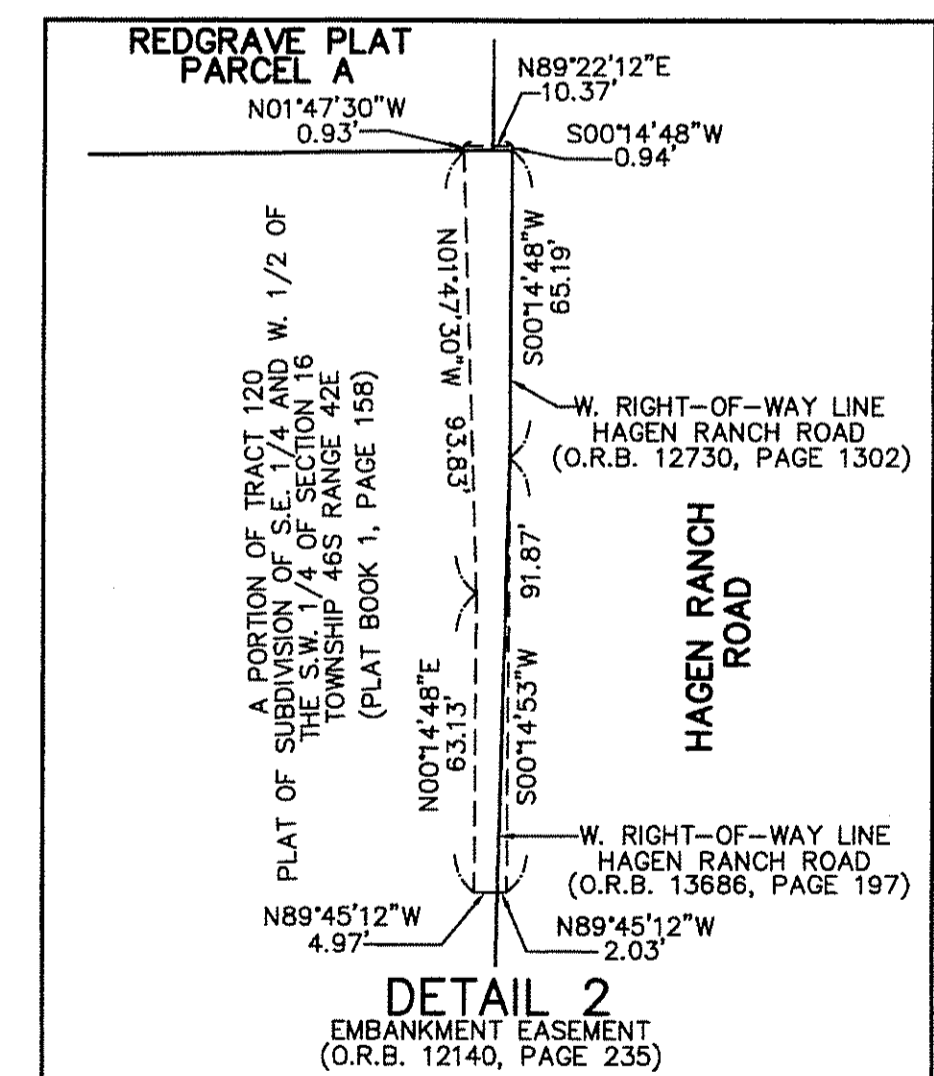 REDGRAVE PLAT
PARCEL A
N89°22'12"E
10.37'
N01°47'30"W
0.93'
S00°14'48"W
0.94'
A PORTION OF TRACT 120
PLAT OF SUBDIVISION OF S.E. 1/4 AND W. 1/2 OF
THE S.W. 1/4 OF SECTION 16
TOWNSHIP 46S RANGE 42E
(PLAT BOOK 1, PAGE 158)
N01°47'30"W 93.83'
S00°14'48"W
65.19'
W. RIGHT-OF-WAY LINE
HAGEN RANCH ROAD
(O.R.B. 12730, PAGE 1302)
N00°14'48"E
63.13'
S00°14'53"W 91.87'
HAGEN RANCH
ROAD
W. RIGHT-OF-WAY LINE
HAGEN RANCH ROAD
(O.R.B. 13686, PAGE 197)
N89°45'12"W
4.97'
N89°45'12"W
2.03'
DETAIL 2
EMBANKMENT EASEMENT
(O.R.B. 12140, PAGE 235)